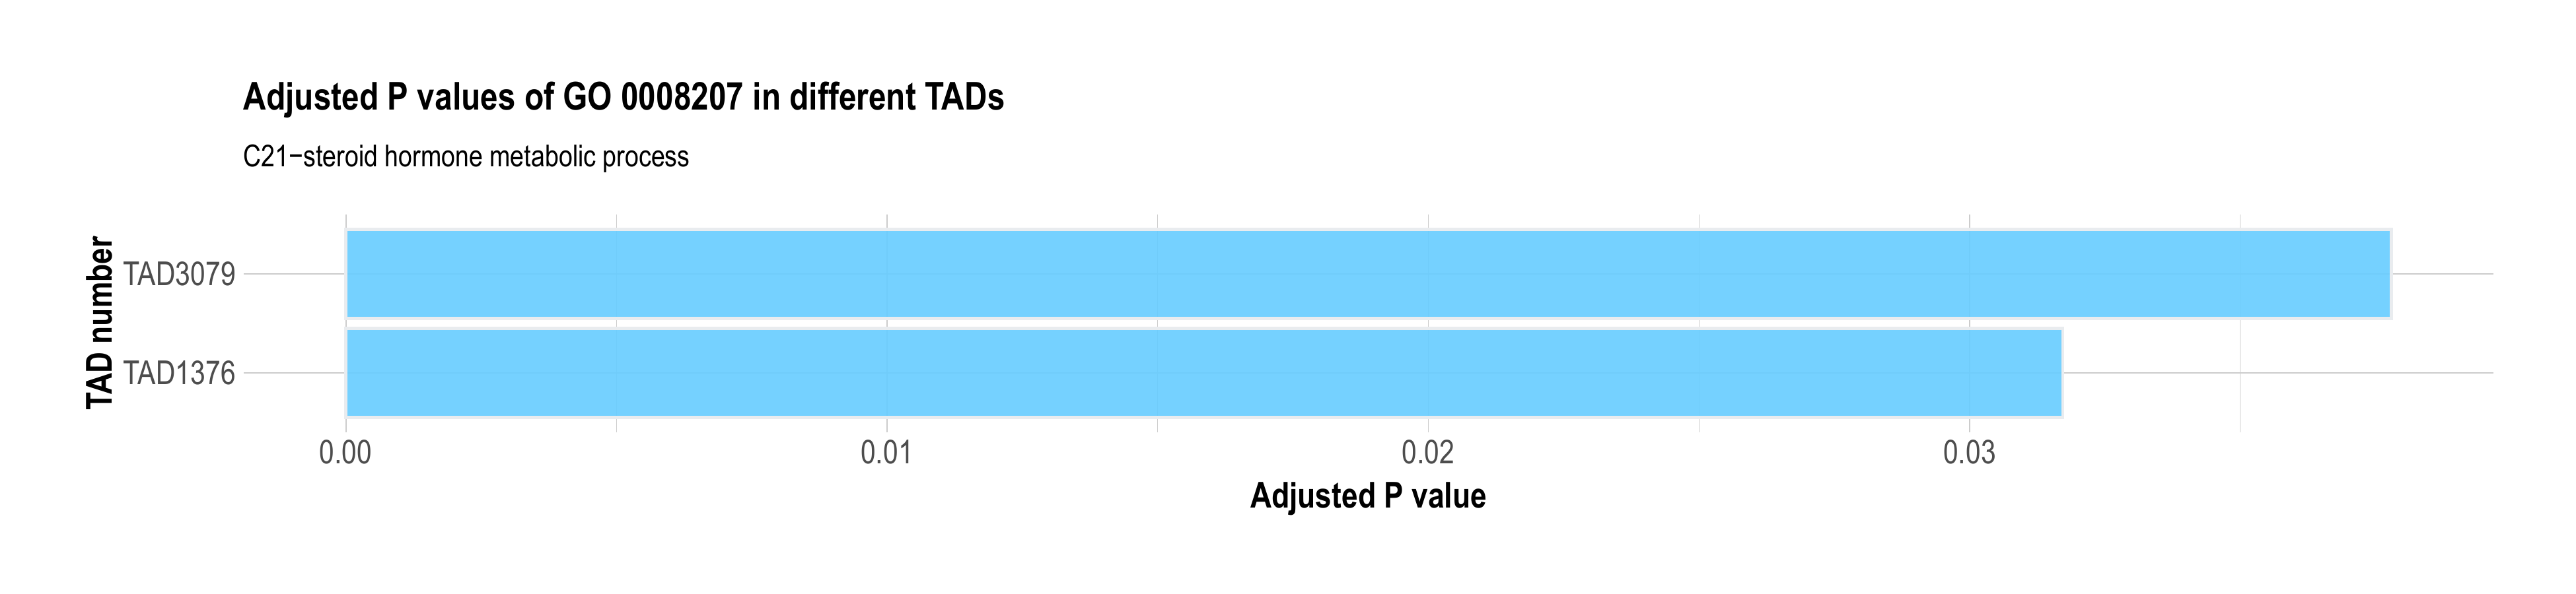 Adjusted P values of GO 0008207 in different TADs
C21−steroid hormone metabolic process
TAD number
TAD3079
TAD1376
0.00 0.01 0.02 0.03
Adjusted P value